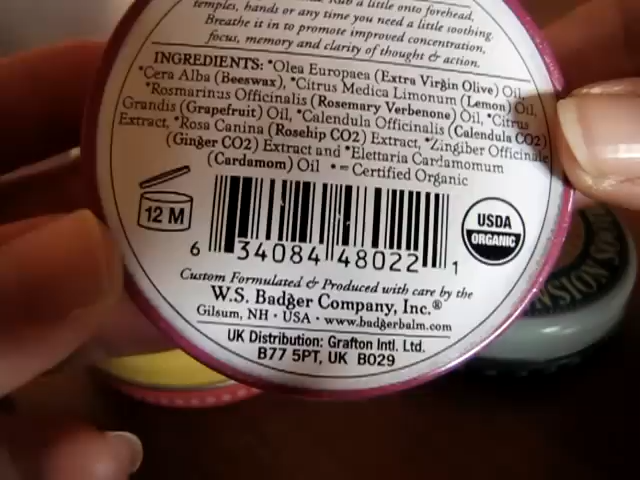 Rub a little onto forehead,
temples, hands or any time you need a little soothing.
Breathe it in to promote improved concentration,
focus, memory and clarity of thought & action.
INGREDIENTS: *Olea Europaea (Extra Virgin Olive) Oil,
*Cera Alba (Beeswax), *Citrus Medica Limonum (Lemon) Oil,
*Rosmarinus Officinalis (Rosemary Verbenone) Oil, *Citrus
Grandis (Grapefruit) Oil, *Calendula Officinalis (Calendula CO2)
Extract, *Rosa Canina (Rosehip CO2) Extract, *Zingiber Officinale
(Ginger CO2) Extract and *Elettaria Cardamomum
(Cardamom) Oil • = Certified Organic
12 M
USDA
ORGANIC
6 34084 48022 1
Custom Formulated & Produced with care by the
W.S. Badger Company, Inc.®
Gilsum, NH • USA • www.badgerbalm.com
UK Distribution: Grafton Intl. Ltd.
B77 5PT, UK B029